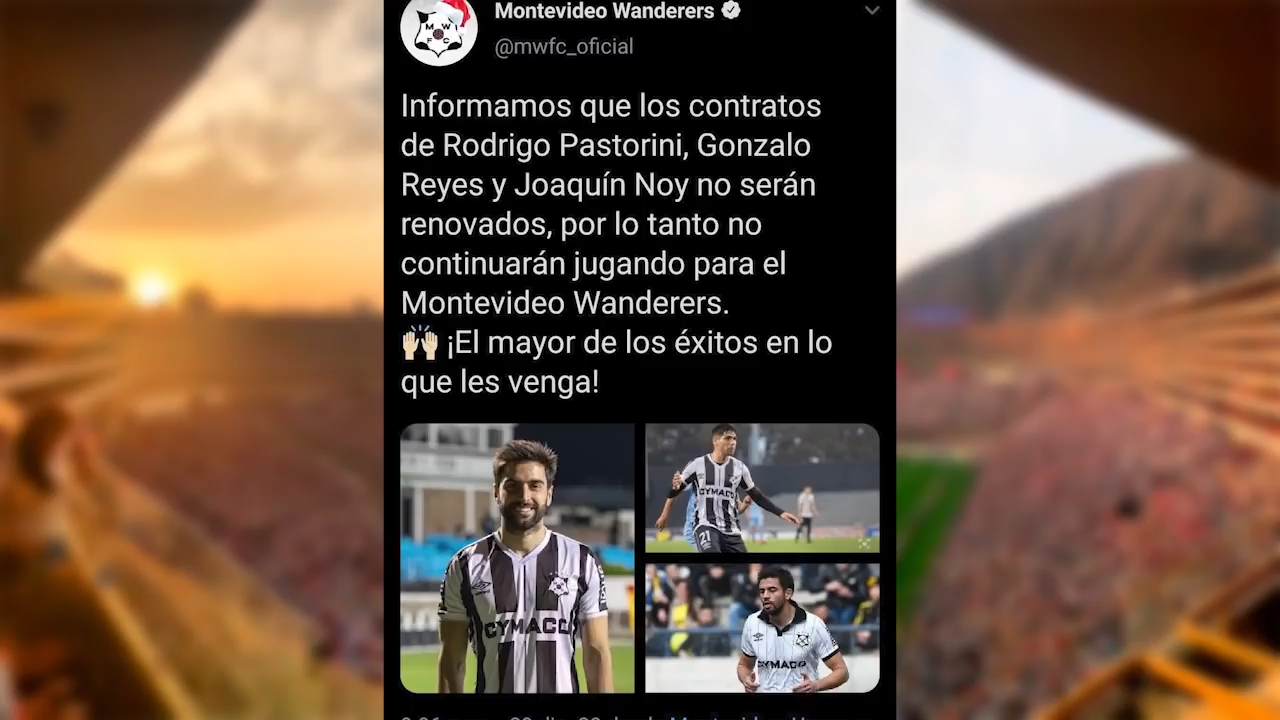 Montevideo Wanderers
@mwfc_oficial
Informamos que los contratos
de Rodrigo Pastorini, Gonzalo
Reyes y Joaquín Noy no serán
renovados, por lo tanto no
continuarán jugando para el
Montevideo Wanderers.
🙌🏼 ¡El mayor de los éxitos en lo
que les venga!
CYMACO
CYMACO
21
CYMACO